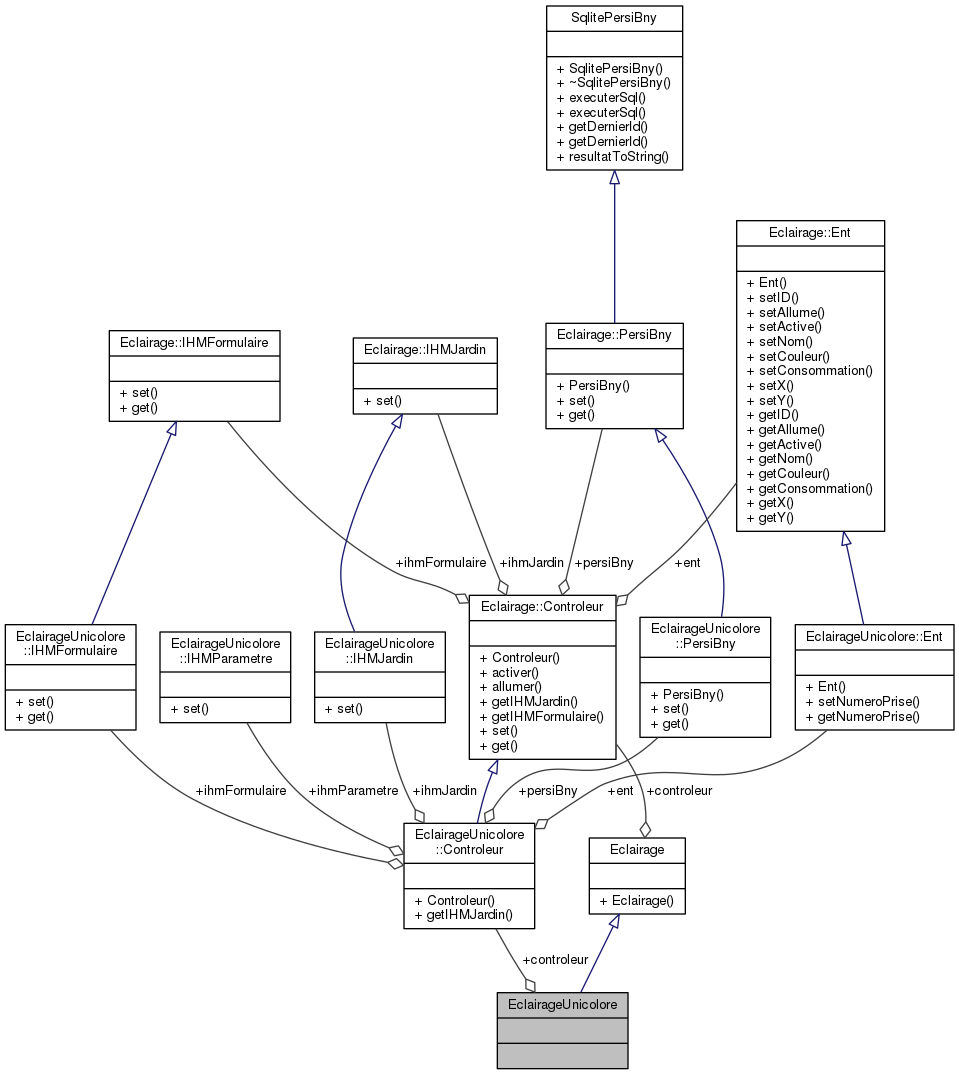 SqlitePersiBny
+ SqlitePersiBny()
+ ~SqlitePersiBny()
+ executerSql()
+ executerSql()
+ getDernierId()
+ getDernierId()
+ resultatToString()
Eclairage::Ent
+ Ent()
+ setID()
+ setAllume()
+ setActive()
+ setNom()
+ setCouleur()
+ setConsommation()
+ setX()
+ setY()
+ getID()
+ getAllume()
+ getActive()
+ getNom()
+ getCouleur()
+ getConsommation()
+ getX()
+ getY()
Eclairage::IHMFormulaire
+ set()
+ get()
Eclairage::IHMJardin
+ set()
Eclairage::PersiBny
+ PersiBny()
+ set()
+ get()
+ihmFormulaire
+ihmJardin
+persiBny
+ent
EclairageUnicolore
::IHMFormulaire
+ set()
+ get()
EclairageUnicolore
::IHMParametre
+ set()
EclairageUnicolore
::IHMJardin
+ set()
Eclairage::Controleur
+ Controleur()
+ activer()
+ allumer()
+ getIHMJardin()
+ getIHMFormulaire()
+ set()
+ get()
EclairageUnicolore
::PersiBny
+ PersiBny()
+ set()
+ get()
EclairageUnicolore::Ent
+ Ent()
+ setNumeroPrise()
+ getNumeroPrise()
+ihmFormulaire
+ihmParametre
+ihmJardin
+persiBny
+ent
+controleur
EclairageUnicolore
::Controleur
+ Controleur()
+ getIHMJardin()
Eclairage
+ Eclairage()
+controleur
EclairageUnicolore